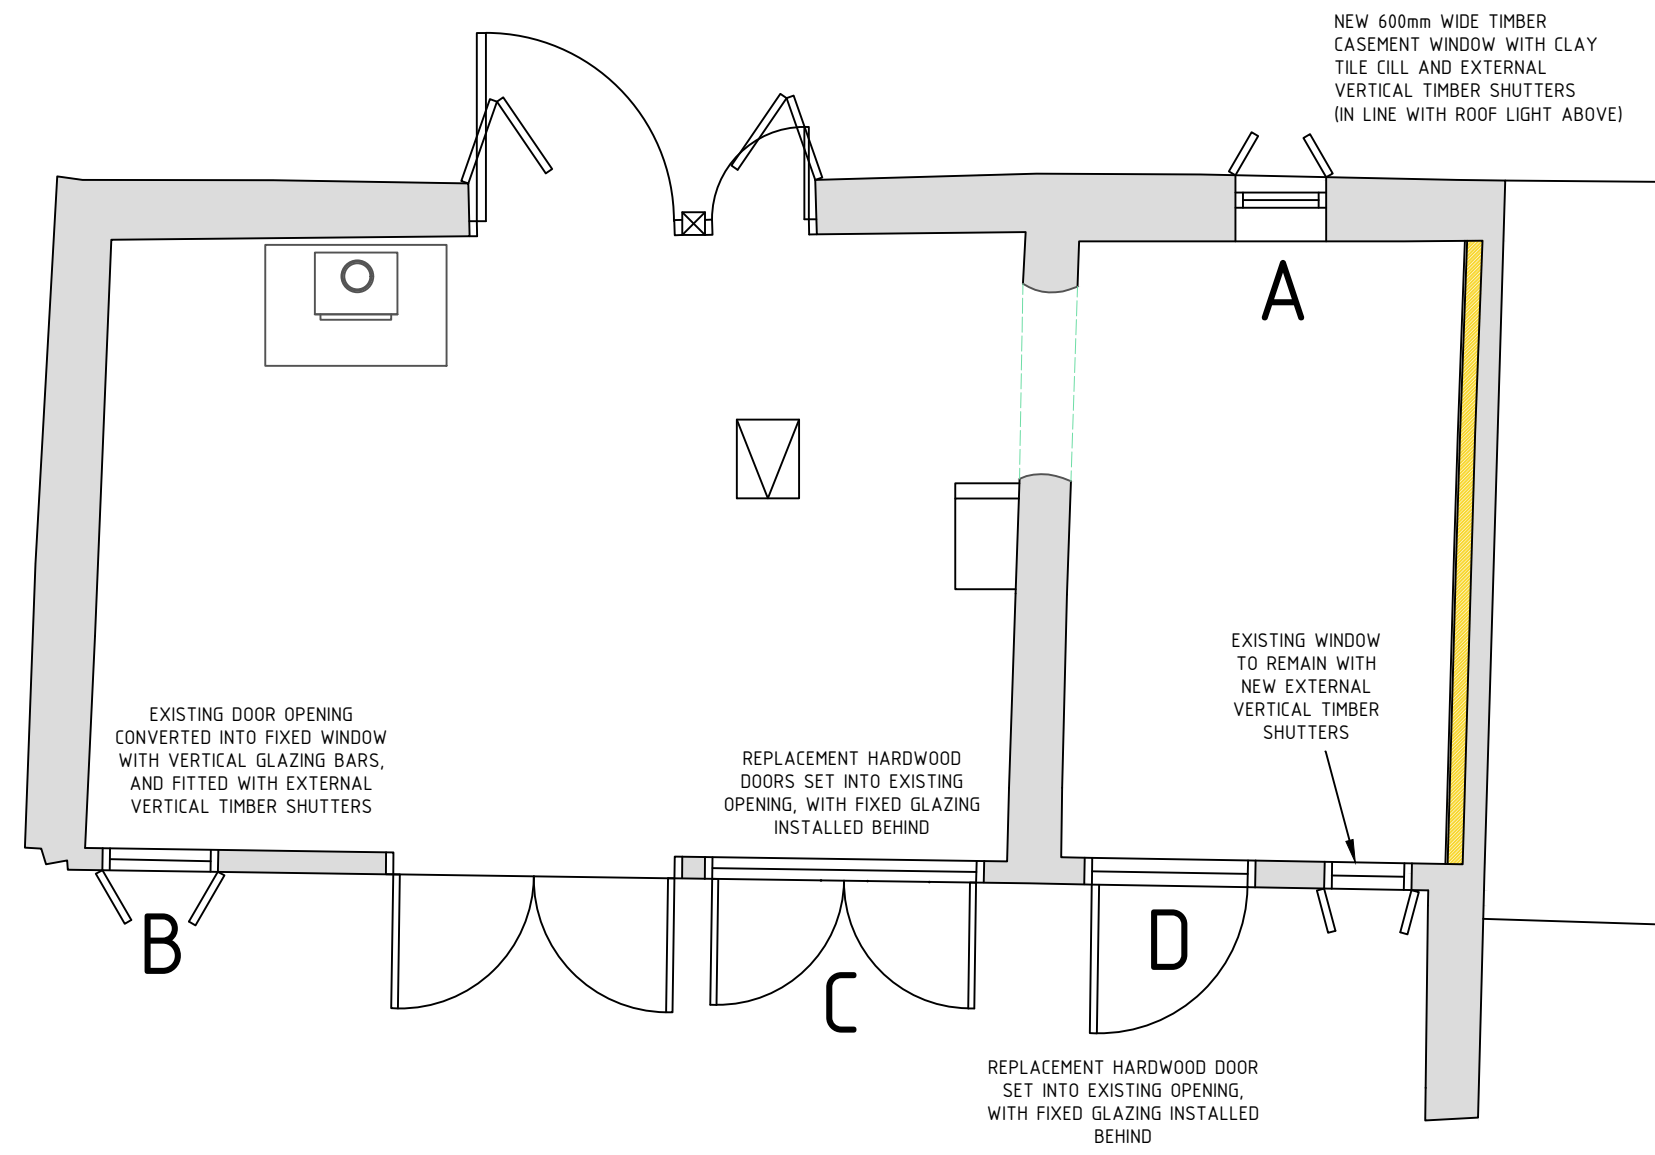 NEW 600mm WIDE TIMBER
CASEMENT WINDOW WITH CLAY
TILE CILL AND EXTERNAL
VERTICAL TIMBER SHUTTERS
(IN LINE WITH ROOF LIGHT ABOVE)
A
EXISTING WINDOW
TO REMAIN WITH
NEW EXTERNAL
VERTICAL TIMBER
SHUTTERS
EXISTING DOOR OPENING
CONVERTED INTO FIXED WINDOW
WITH VERTICAL GLAZING BARS,
AND FITTED WITH EXTERNAL
VERTICAL TIMBER SHUTTERS
REPLACEMENT HARDWOOD
DOORS SET INTO EXISTING
OPENING, WITH FIXED GLAZING
INSTALLED BEHIND
B
C
D
REPLACEMENT HARDWOOD DOOR
SET INTO EXISTING OPENING,
WITH FIXED GLAZING INSTALLED
BEHIND